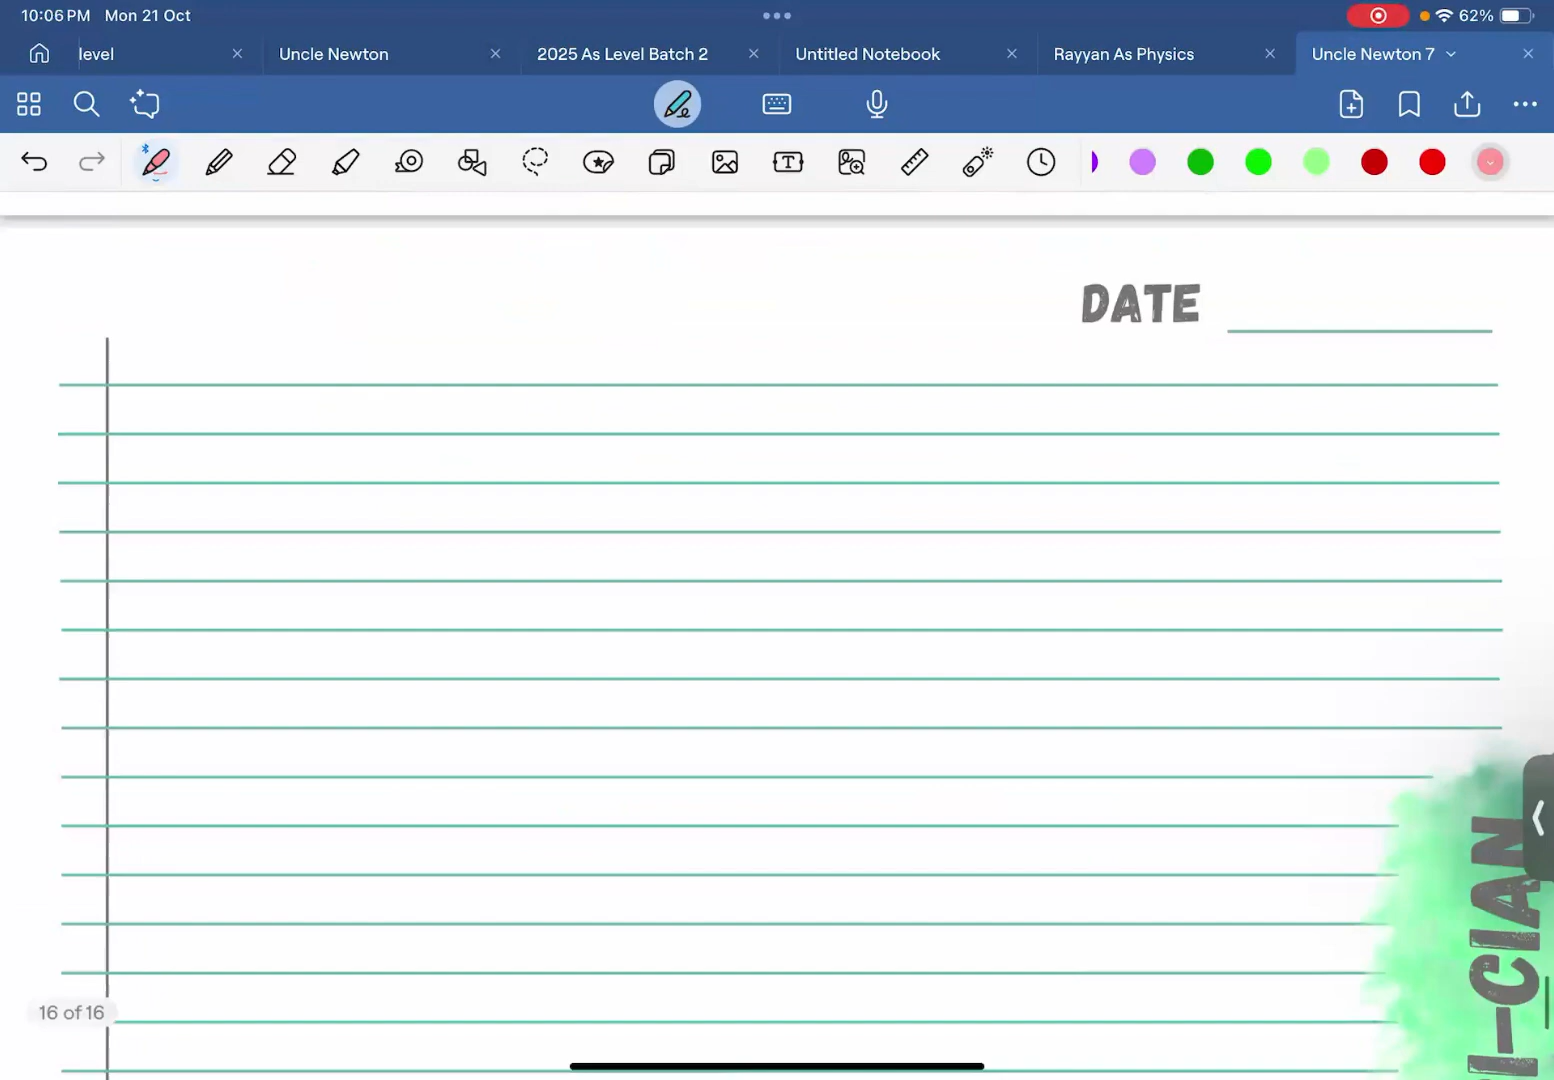 10:06 PM Mon 21 Oct
62%
level
Uncle Newton
2025 As Level Batch 2
Untitled Notebook
Rayyan As Physics
Uncle Newton 7
DATE
16 of 16
I-CIAN